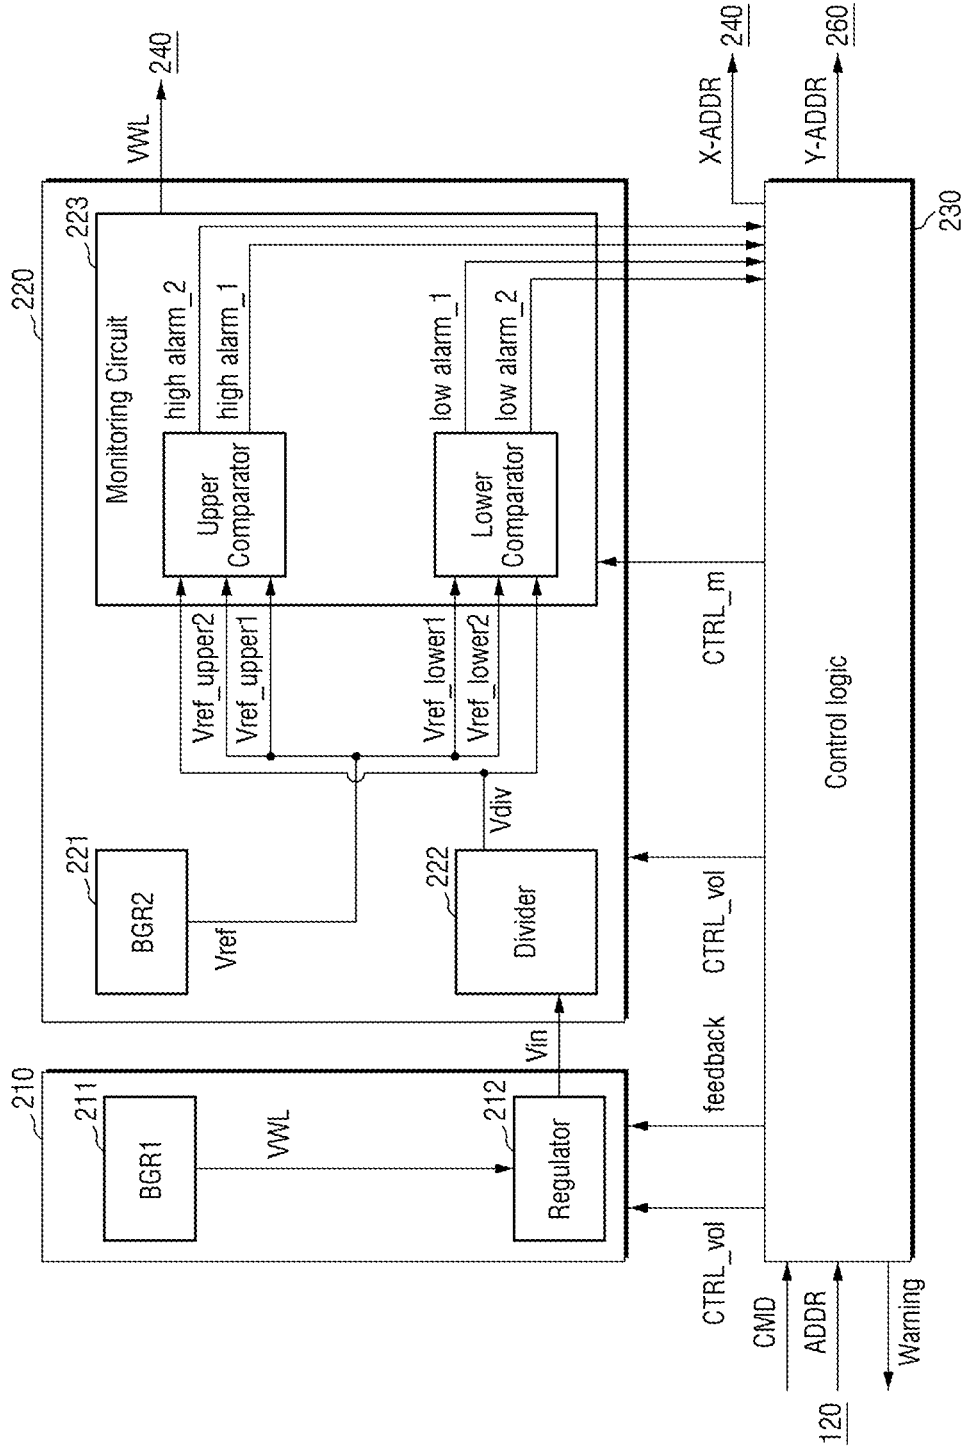 210
211
BGR1
VWL
212
Regulator
Vin
220
221
BGR2
Vref
222
Divider
Vdiv
223
Monitoring Circuit
Vref_upper2
Vref_upper1
Upper
Comparator
high alarm_2
high alarm_1
Vref_lower1
Vref_lower2
Lower
Comparator
low alarm_1
low alarm_2
VWL
240
CTRL_vol
feedback
CTRL_vol
CTRL_m
X-ADDR
240
CMD
120
ADDR
Warning
Control logic
Y-ADDR
260
230